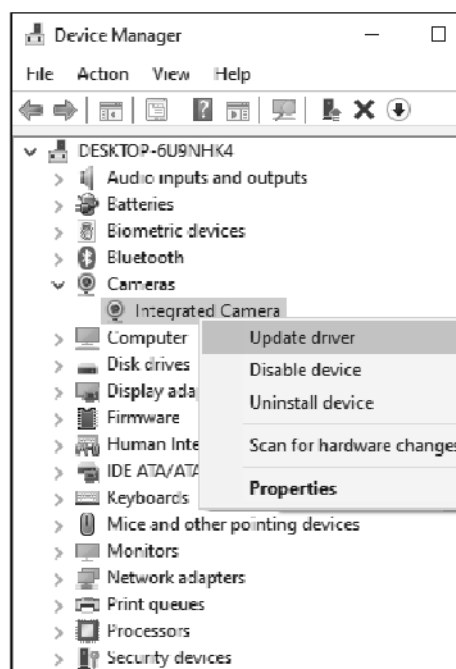 Device Manager
File Action View Help
DESKTOP-6U9NHK4
Audio inputs and outputs
Batteries
Biometric devices
Bluetooth
Cameras
Integrated Camera
Computer
Update driver
Disk drives
Disable device
Display ada
Uninstall device
Firmware
Human Inte
Scan for hardware changes
IDE ATA/ATA
Keyboards
Properties
Mice and other pointing devices
Monitors
Network adapters
Print queues
Processors
Security devices